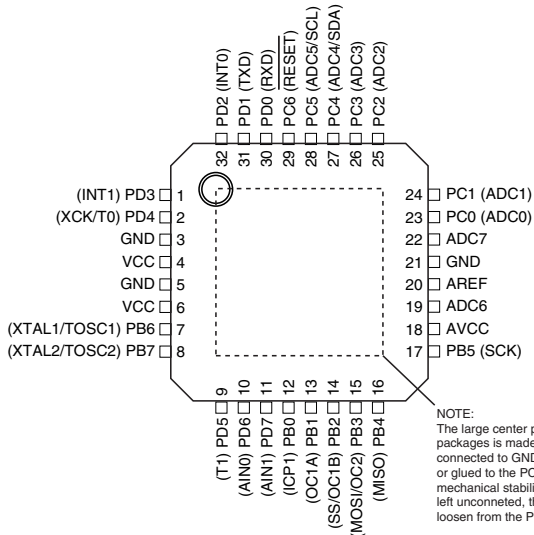 32 PD2 (INT0)
31 PD1 (TXD)
30 PD0 (RXD)
29 PC6 (RESET)
28 PC5 (ADC5/SCL)
27 PC4 (ADC4/SDA)
26 PC3 (ADC3)
25 PC2 (ADC2)
(INT1) PD3 1
(XCK/T0) PD4 2
GND 3
VCC 4
GND 5
VCC 6
(XTAL1/TOSC1) PB6 7
(XTAL2/TOSC2) PB7 8
24 PC1 (ADC1)
23 PC0 (ADC0)
22 ADC7
21 GND
20 AREF
19 ADC6
18 AVCC
17 PB5 (SCK)
(T1) PD5 9
(AIN0) PD6 10
(AIN1) PD7 11
(ICP1) PB0 12
(OC1A) PB1 13
(SS/OC1B) PB2 14
(MOSI/OC2) PB3 15
(MISO) PB4 16
NOTE:
The large center
packages is made
connected to GND
or glued to the PC
mechanical stabili
left unconneted, th
loosen from the P